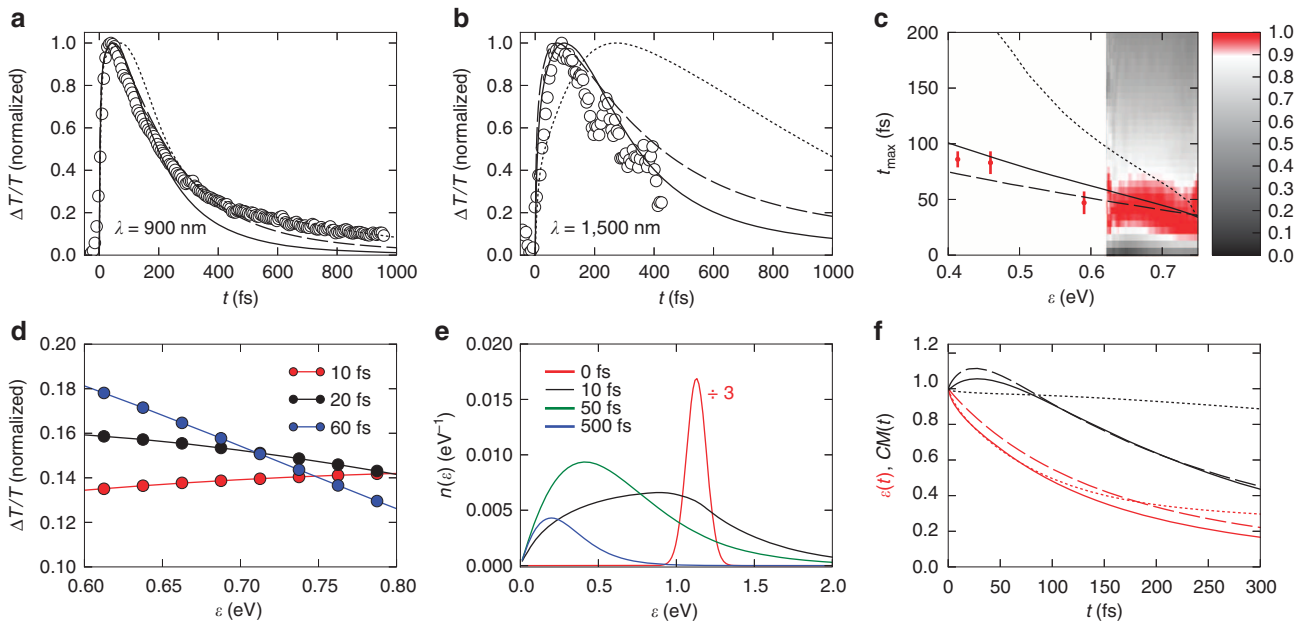 a
ΔT/T (normalized)
1.0
0.8
0.6
0.4
0.2
0.0
λ = 900 nm
0 200 400 600 800 1000
t (fs)
b
ΔT/T (normalized)
1.0
0.8
0.6
0.4
0.2
0.0
λ = 1,500 nm
0 200 400 600 800 1000
t (fs)
c
t_max (fs)
200
150
100
50
0
0.4 0.5 0.6 0.7
ε (eV)
1.0
0.9
0.8
0.7
0.6
0.5
0.4
0.3
0.2
0.1
0.0
d
ΔT/T (normalized)
0.20
0.18
0.16
0.14
0.12
0.10
10 fs
20 fs
60 fs
0.60 0.65 0.70 0.75 0.80
ε (eV)
e
n(ε) (eV⁻¹)
0.020
0.015
0.010
0.005
0.000
0 fs
10 fs
50 fs
500 fs
÷ 3
0.0 0.5 1.0 1.5 2.0
ε (eV)
f
ε(t), CM(t)
1.2
1.0
0.8
0.6
0.4
0.2
0.0
0 50 100 150 200 250 300
t (fs)